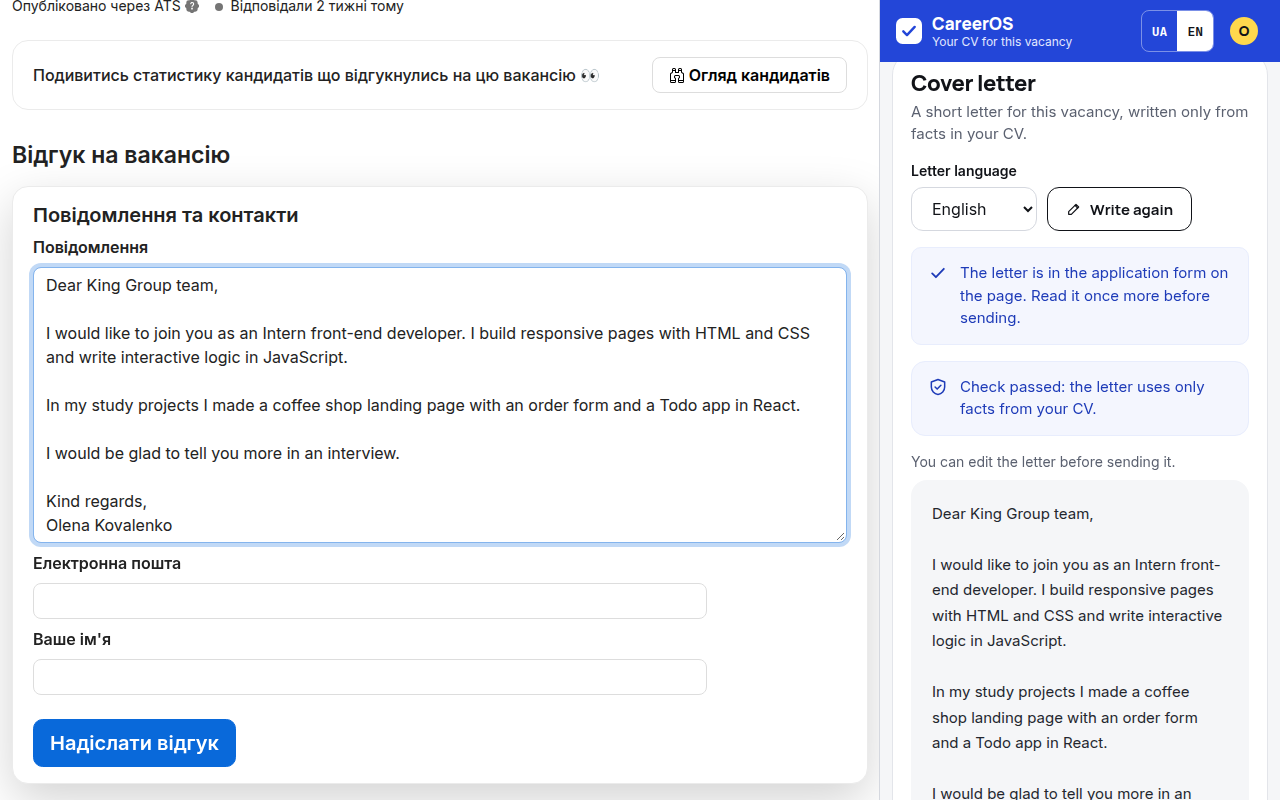 Опубліковано через ATS ? ● Відповідали 2 тижні тому
Подивитись статистику кандидатів що відгукнулись на цю вакансію 👀
Огляд кандидатів
Відгук на вакансію
Повідомлення та контакти
Повідомлення
Dear King Group team,
I would like to join you as an Intern front-end developer. I build responsive pages with HTML and CSS
and write interactive logic in JavaScript.
In my study projects I made a coffee shop landing page with an order form and a Todo app in React.
I would be glad to tell you more in an interview.
Kind regards,
Olena Kovalenko
Електронна пошта
Ваше ім'я
Надіслати відгук
CareerOS
Your CV for this vacancy
UA EN
O
Cover letter
A short letter for this vacancy, written only from
facts in your CV.
Letter language
English
Write again
The letter is in the application form on
the page. Read it once more before
sending.
Check passed: the letter uses only
facts from your CV.
You can edit the letter before sending it.
Dear King Group team,
I would like to join you as an Intern front-
end developer. I build responsive pages
with HTML and CSS and write interactive
logic in JavaScript.
In my study projects I made a coffee
shop landing page with an order form
and a Todo app in React.
I would be glad to tell you more in an